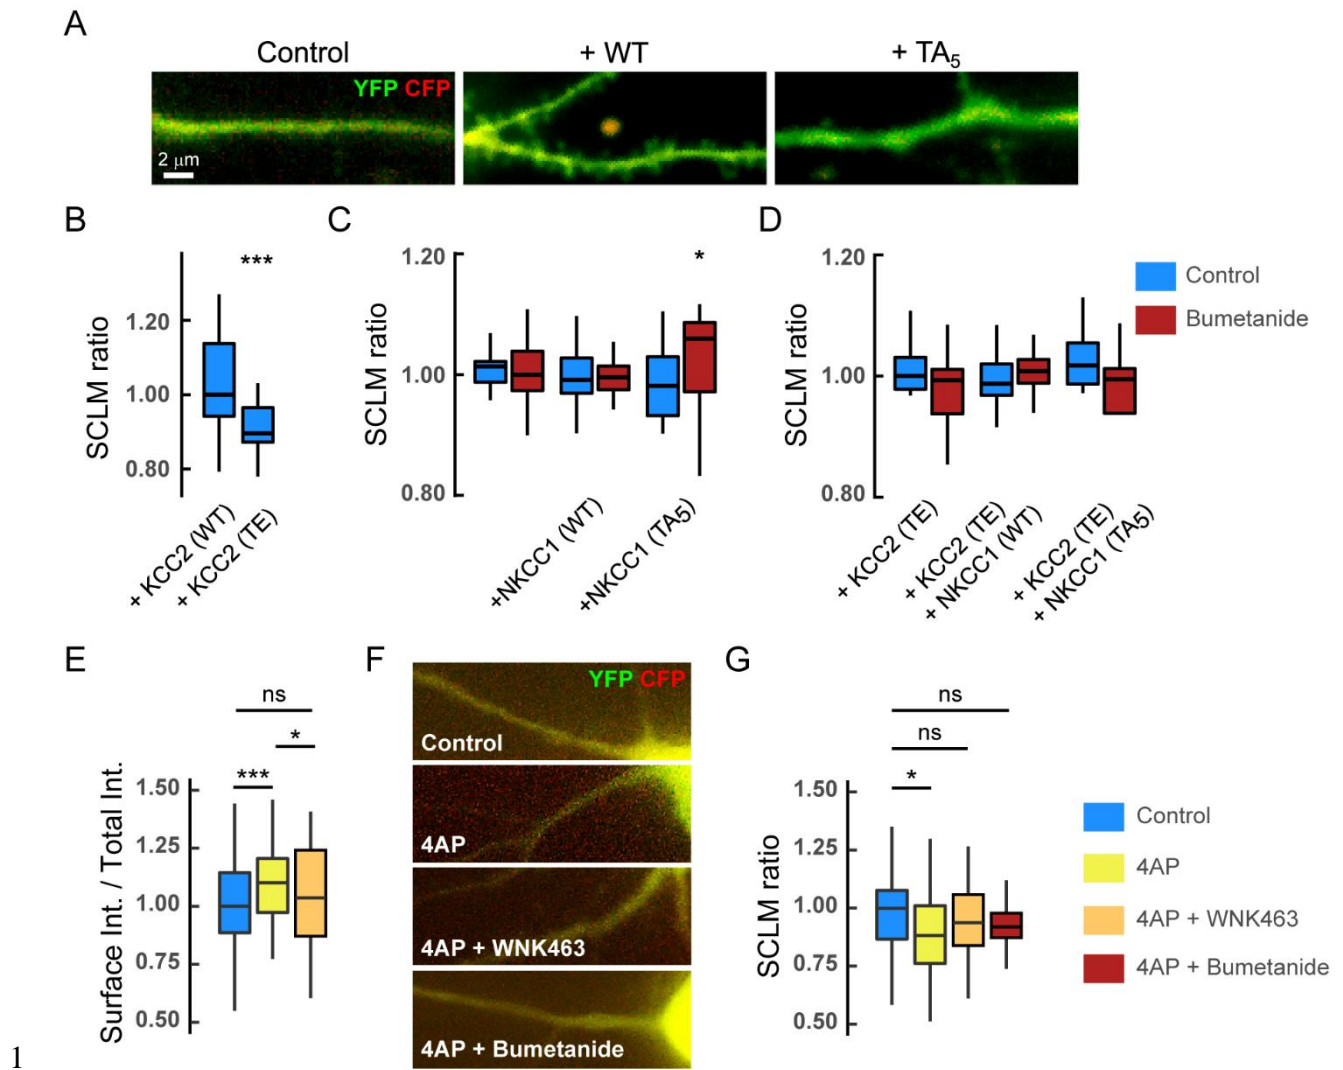 A
Control
+ WT
+ TA5
YFP CFP
2 μm
B
C
D
SCLM ratio
1.20
1.00
0.80
***
+ KCC2 (WT)
+ KCC2 (TE)
SCLM ratio
1.20
1.00
0.80
*
+NKCC1 (WT)
+NKCC1 (TA5)
SCLM ratio
1.20
1.00
0.80
+ KCC2 (TE)
+ KCC2 (TE)
+ NKCC1 (WT)
+ KCC2 (TE)
+ NKCC1 (TA5)
Control
Bumetanide
E
F
G
Surface Int. / Total Int.
1.50
1.25
1.00
0.75
0.50
ns
*
***
YFP CFP
Control
4AP
4AP + WNK463
4AP + Bumetanide
SCLM ratio
1.50
1.25
1.00
0.75
0.50
ns
ns
*
Control
4AP
4AP + WNK463
4AP + Bumetanide
1